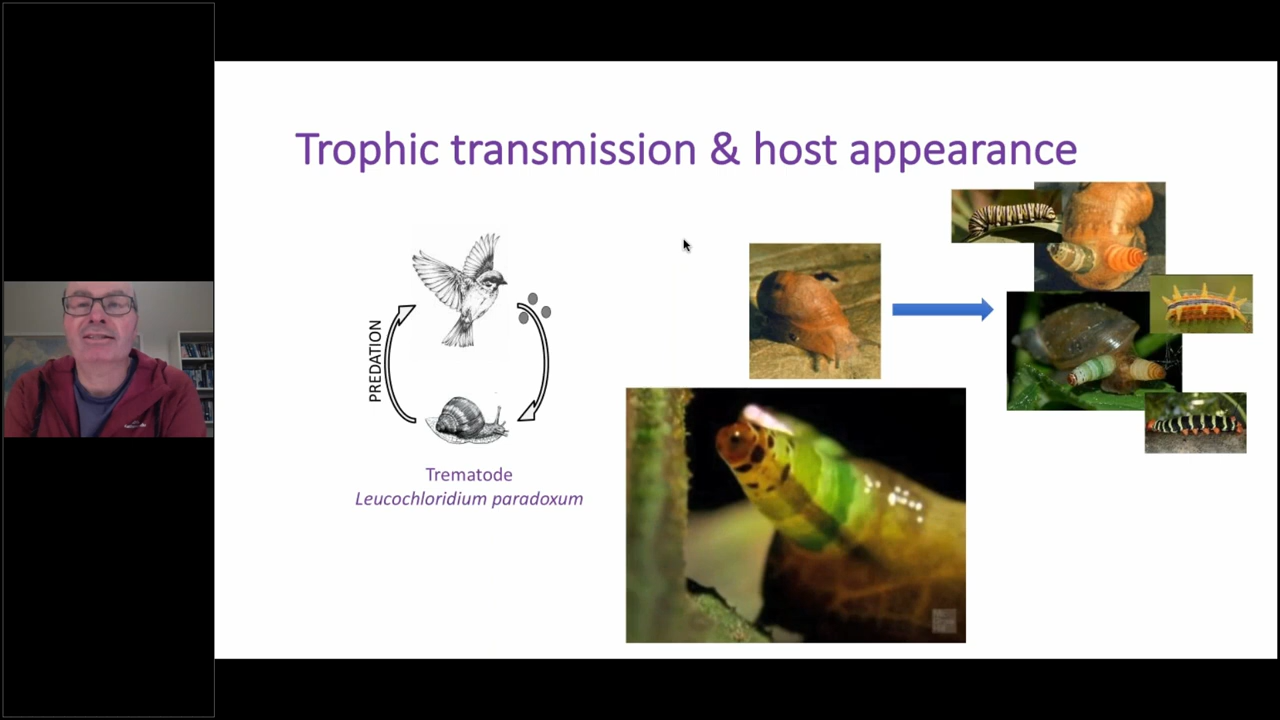 Trophic transmission & host appearance
PREDATION
Trematode
Leucochloridium paradoxum